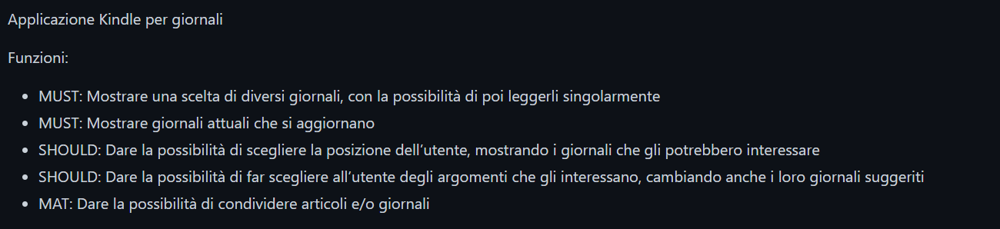 Applicazione Kindle per giornali
Funzioni:
• MUST: Mostrare una scelta di diversi giornali, con la possibilità di poi leggerli singolarmente
• MUST: Mostrare giornali attuali che si aggiornano
• SHOULD: Dare la possibilità di scegliere la posizione dell’utente, mostrando i giornali che gli potrebbero interessare
• SHOULD: Dare la possibilità di far scegliere all’utente degli argomenti che gli interessano, cambiando anche i loro giornali suggeriti
• MAT: Dare la possibilità di condividere articoli e/o giornali